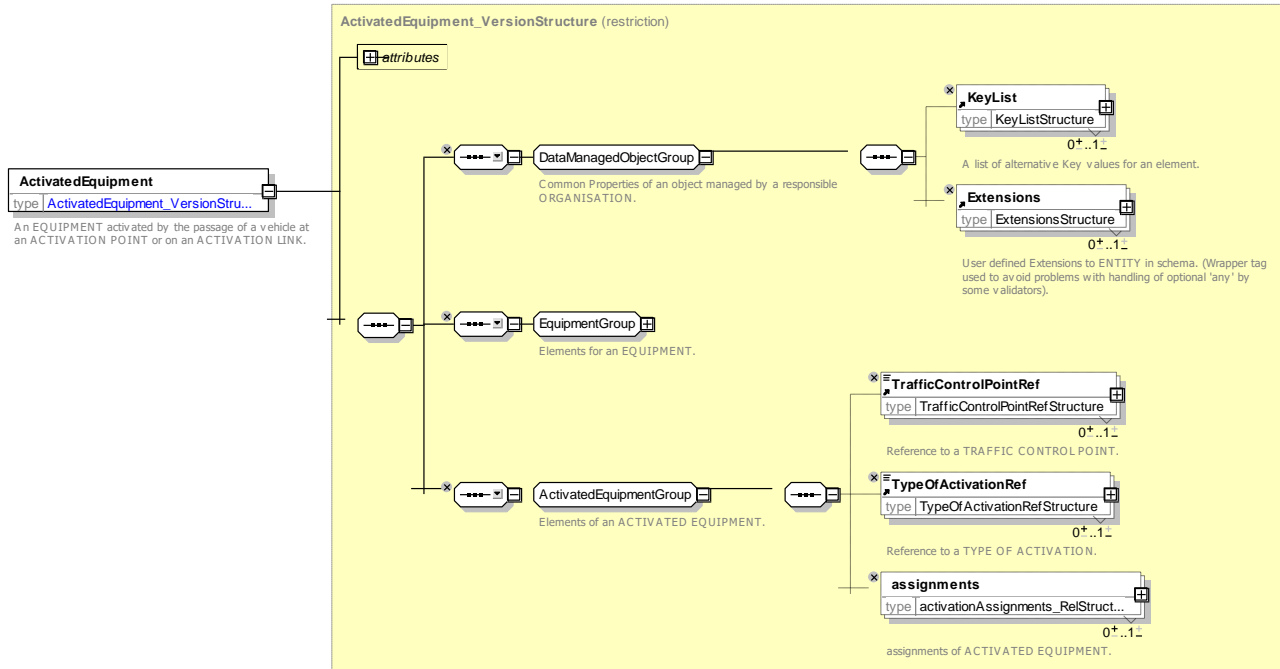 ActivatedEquipment_VersionStructure (restriction)
attributes
KeyList
type KeyListStructure
0..1
A list of alternative Key values for an element.
DataManagedObjectGroup
Common Properties of an object managed by a responsible
ORGANISATION.
Extensions
type ExtensionsStructure
0..1
User defined Extensions to ENTITY in schema. (Wrapper tag
used to avoid problems with handling of optional 'any' by
some validators).
ActivatedEquipment
type ActivatedEquipment_VersionStru...
An EQUIPMENT activated by the passage of a vehicle at
an ACTIVATION POINT or on an ACTIVATION LINK.
EquipmentGroup
Elements for an EQUIPMENT.
TrafficControlPointRef
type TrafficControlPointRefStructure
0..1
Reference to a TRAFFIC CONTROL POINT.
ActivatedEquipmentGroup
Elements of an ACTIVATED EQUIPMENT.
TypeOfActivationRef
type TypeOfActivationRefStructure
0..1
Reference to a TYPE OF ACTIVATION.
assignments
type activationAssignments_RelStruct...
0..1
assignments of ACTIVATED EQUIPMENT.